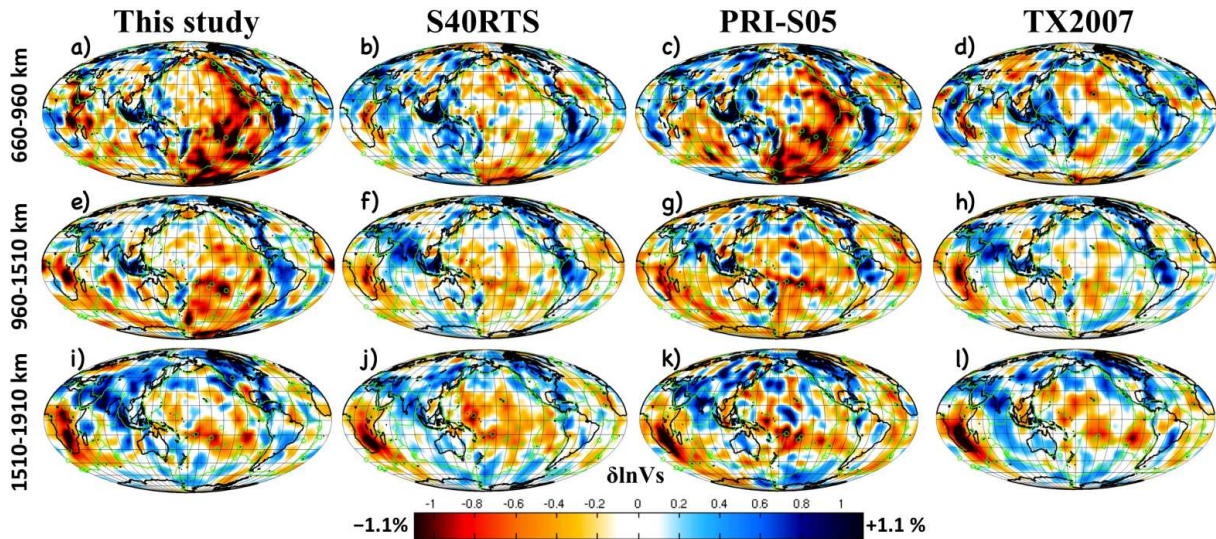 This study S40RTS PRI-S05 TX2007
660-960 km
a) b) c) d)
960-1510 km
e) f) g) h)
1510-1910 km
i) j) k) l)
δlnVs
-1 -0.8 -0.6 -0.4 -0.2 0 0.2 0.4 0.6 0.8 1
−1.1% +1.1 %